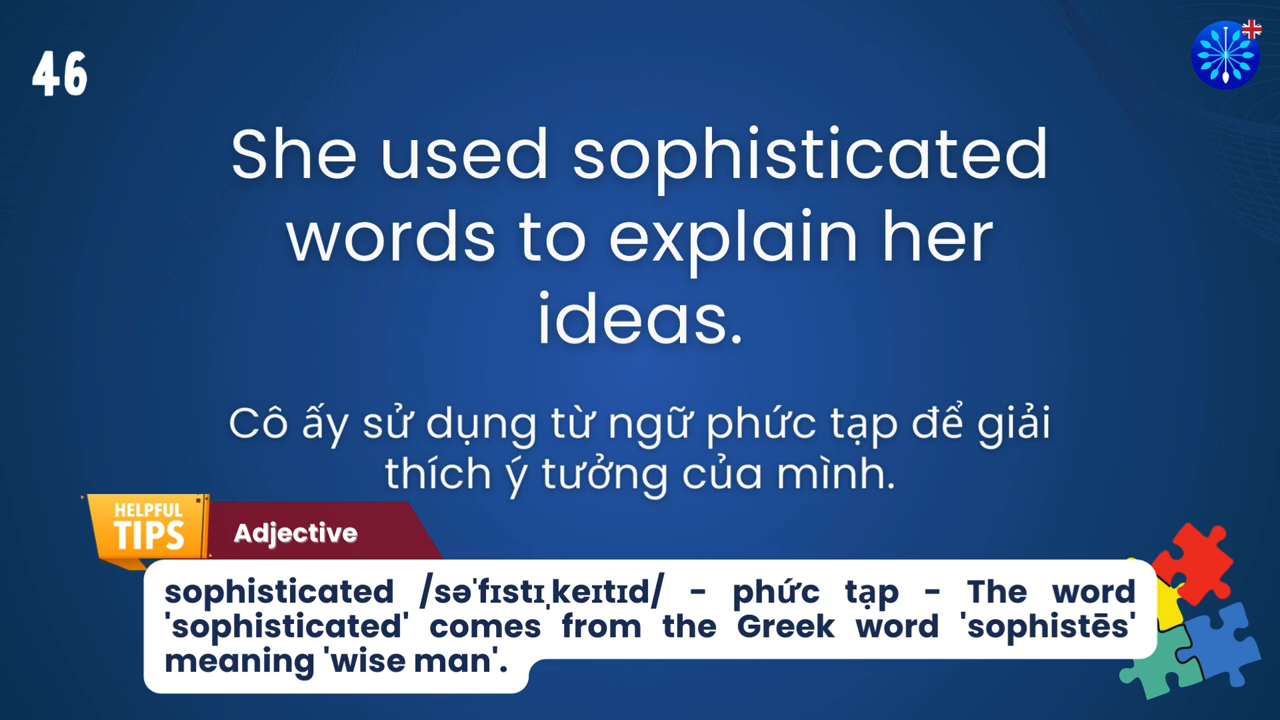 46
She used sophisticated
words to explain her
ideas.
Cô ấy sử dụng từ ngữ phức tạp để giải
thích ý tưởng của mình.
HELPFUL
TIPS
Adjective
sophisticated /səˈfɪstɪˌkeɪtɪd/ - phức tạp - The word
'sophisticated' comes from the Greek word 'sophistēs'
meaning 'wise man'.